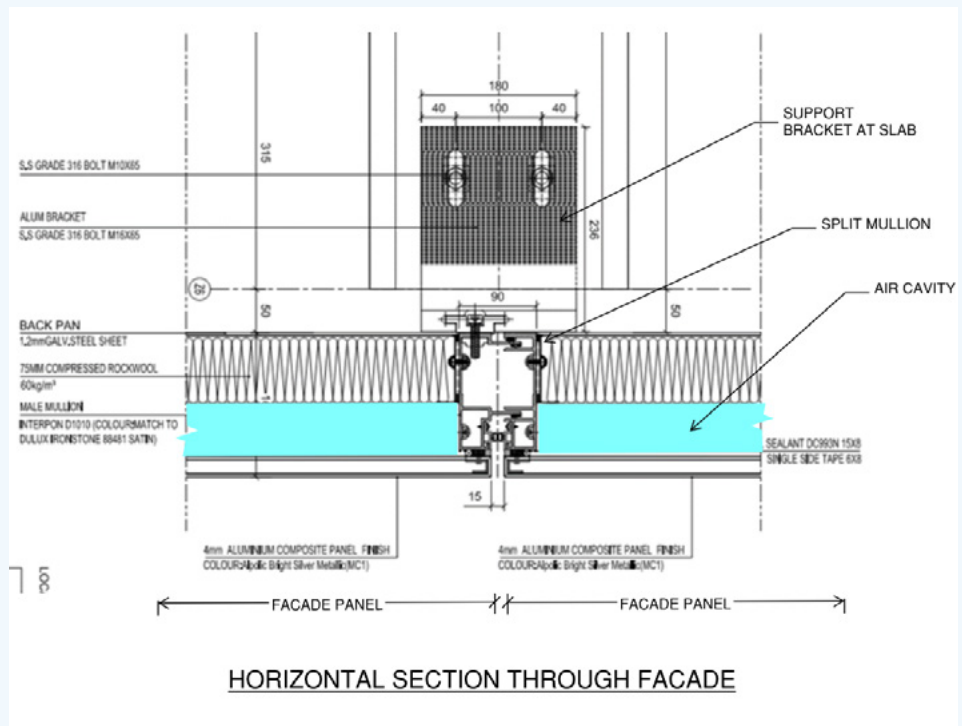 180
40 100 40
SUPPORT
BRACKET AT SLAB
315
S.S GRADE 316 BOLT M10X65
ALUM BRACKET
S.S GRADE 316 BOLT M16X65
236
SPLIT MULLION
26
90
AIR CAVITY
50
50
BACK PAN
1.2mmGALV.STEEL SHEET
75MM COMPRESSED ROCKWOOL
60kg/m³
MALE MULLION
INTERPON D1010 (COLOUR:MATCH TO
DULUX IRONSTONE 88481 SATIN)
SEALANT DC993N 15X8
SINGLE SIDE TAPE 6X8
15
4mm ALUMINIUM COMPOSITE PANEL FINISH
COLOUR:Alpolic Bright Silver Metallic(MC1)
4mm ALUMINIUM COMPOSITE PANEL FINISH
COLOUR:Alpolic Bright Silver Metallic(MC1)
LOC
FACADE PANEL
FACADE PANEL
HORIZONTAL SECTION THROUGH FACADE